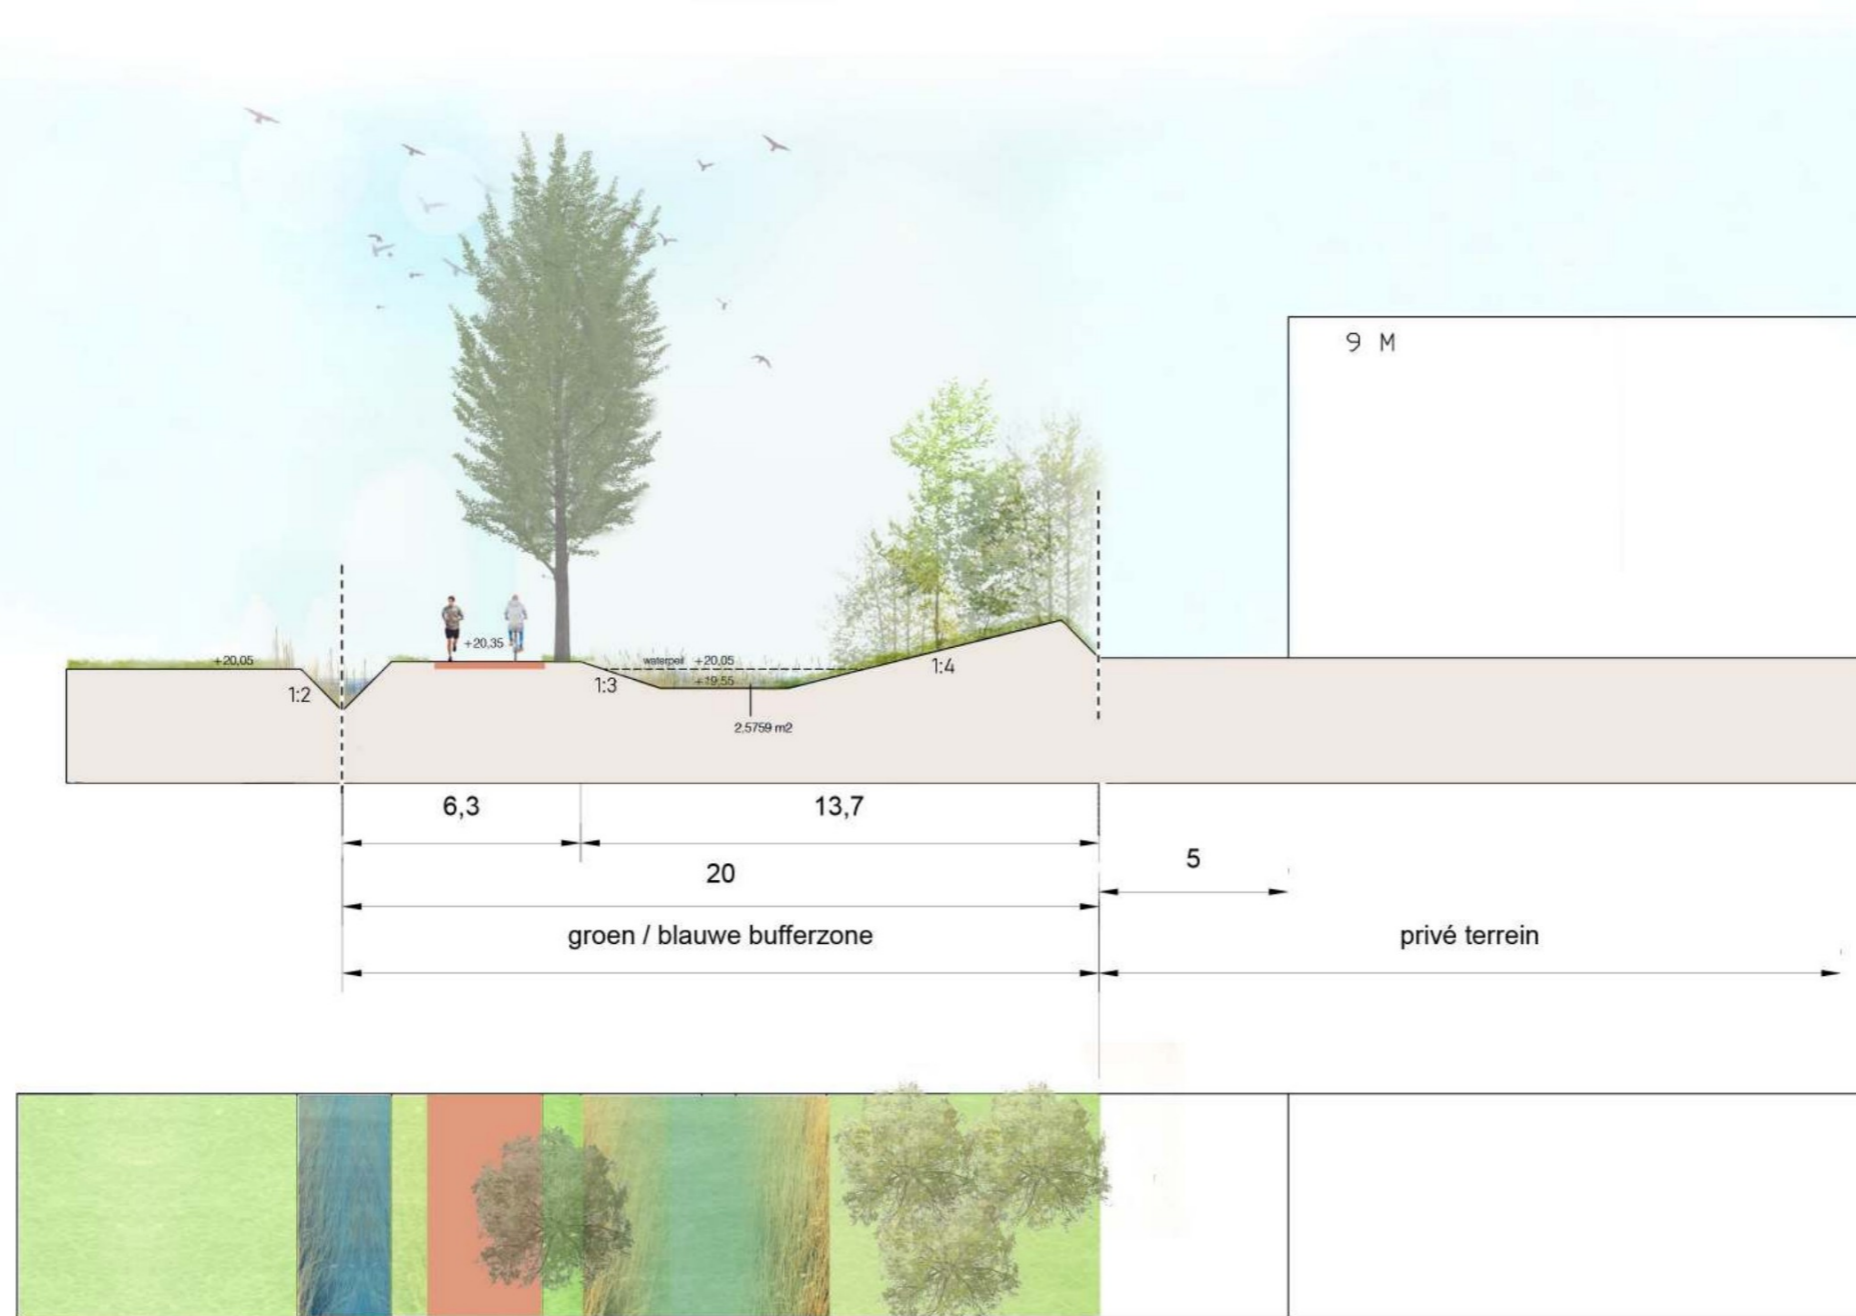 9 M
+20,35
+20,05
waterpeil +20,05
1:2
1:3
+19,55
1:4
2,5759 m2
6,3
13,7
20
5
groen / blauwe bufferzone
privé terrein